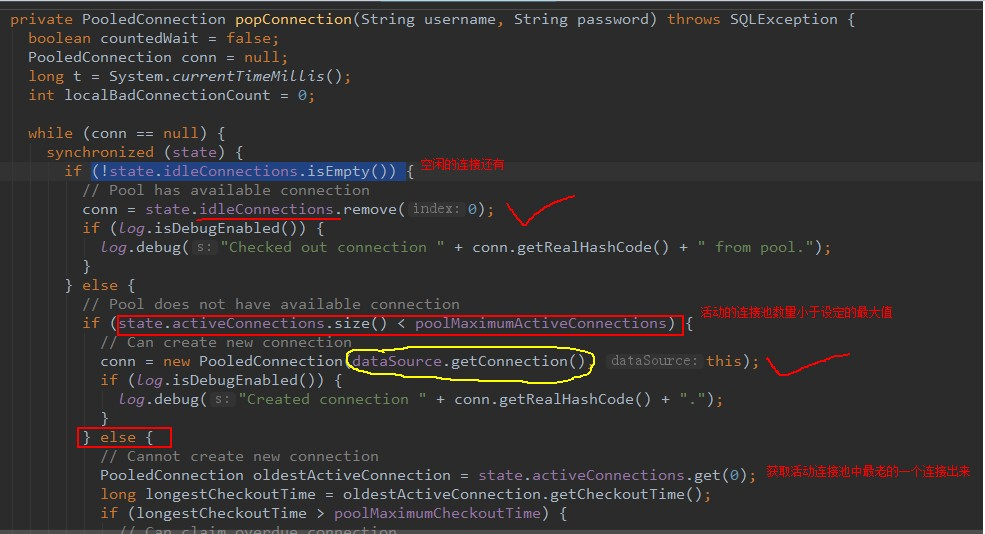 private PooledConnection popConnection(String username, String password) throws SQLException {
boolean countedWait = false;
PooledConnection conn = null;
long t = System.currentTimeMillis();
int localBadConnectionCount = 0;
while (conn == null) {
synchronized (state) {
if (!state.idleConnections.isEmpty()) { 空闲的连接还有
// Pool has available connection
conn = state.idleConnections.remove( index: 0);
if (log.isDebugEnabled()) {
log.debug( s: "Checked out connection " + conn.getRealHashCode() + " from pool.");
}
} else {
// Pool does not have available connection
if (state.activeConnections.size() < poolMaximumActiveConnections) { 活动的连接池数量小于设定的最大值
// Can create new connection
conn = new PooledConnection(dataSource.getConnection(), dataSource: this);
if (log.isDebugEnabled()) {
log.debug( s: "Created connection " + conn.getRealHashCode() + ".");
}
} else {
// Cannot create new connection
PooledConnection oldestActiveConnection = state.activeConnections.get(0); 获取活动连接池中最老的一个连接出来
long longestCheckoutTime = oldestActiveConnection.getCheckoutTime();
if (longestCheckoutTime > poolMaximumCheckoutTime) {
// Can claim overdue connection